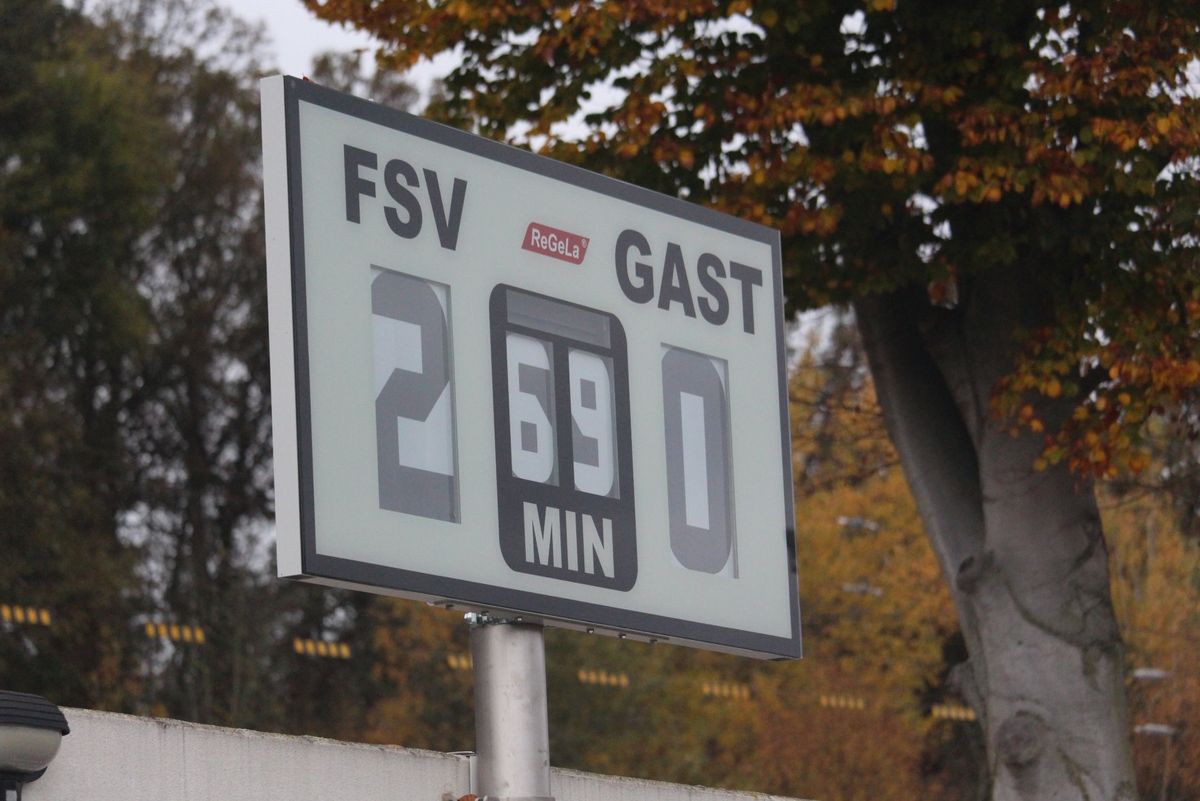 FSV ReGeLa® GAST
2 69 0
MIN